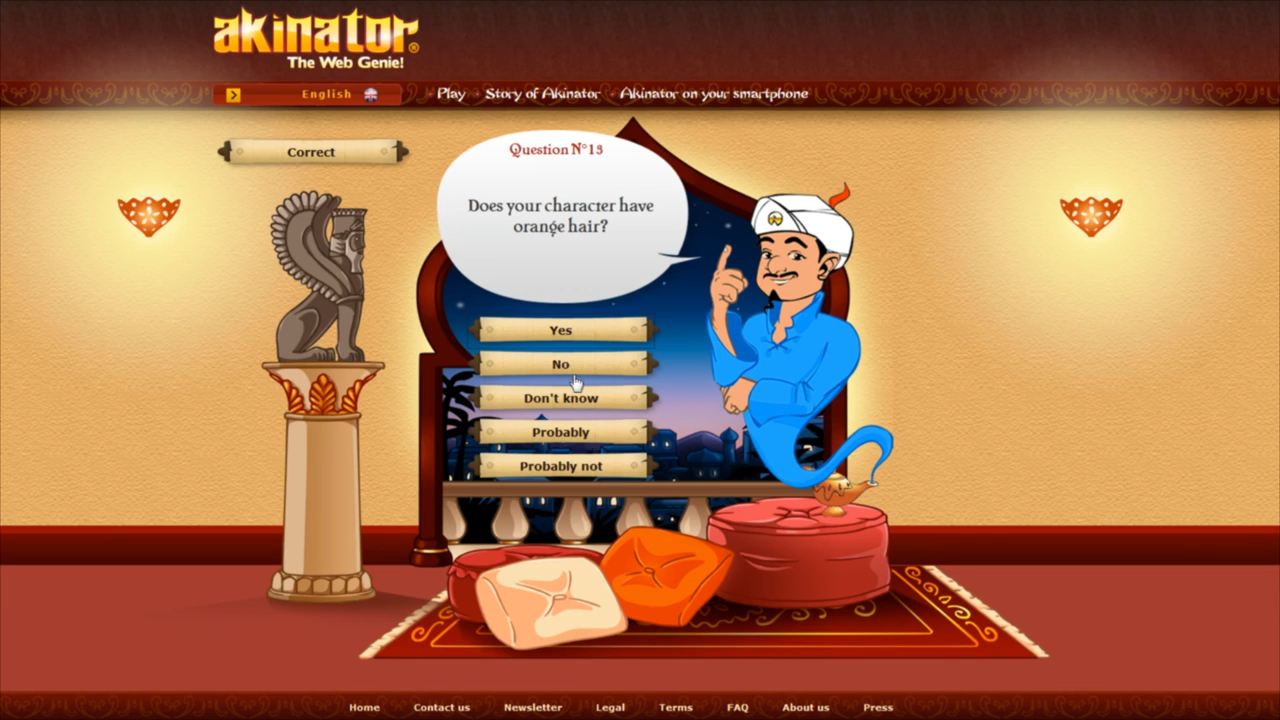 akinator®
The Web Genie!
English
Play
Story of Akinator
Akinator on your smartphone
Correct
Question N°13
Does your character have
orange hair?
Yes
No
Don't know
Probably
Probably not
Home
Contact us
Newsletter
Legal
Terms
FAQ
About us
Press